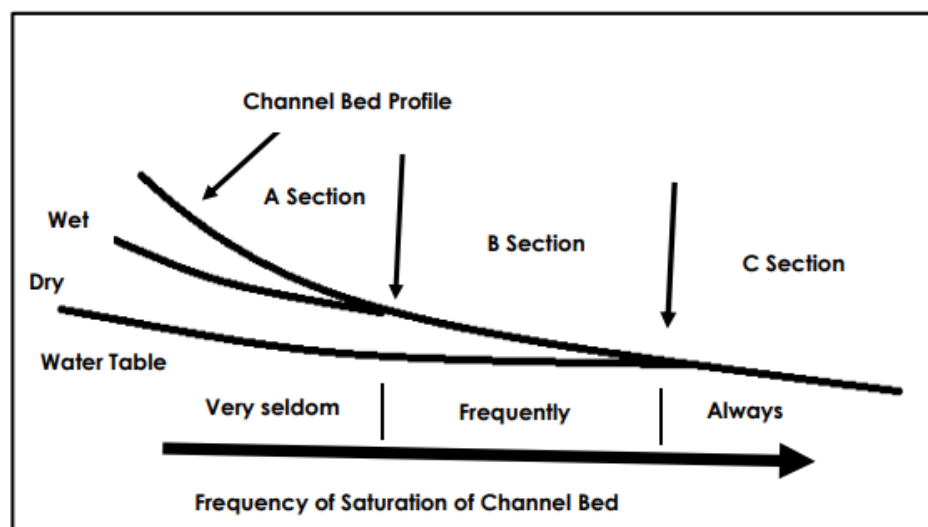 Channel Bed Profile
A Section
Wet
B Section
C Section
Dry
Water Table
Very seldom
Frequently
Always
Frequency of Saturation of Channel Bed